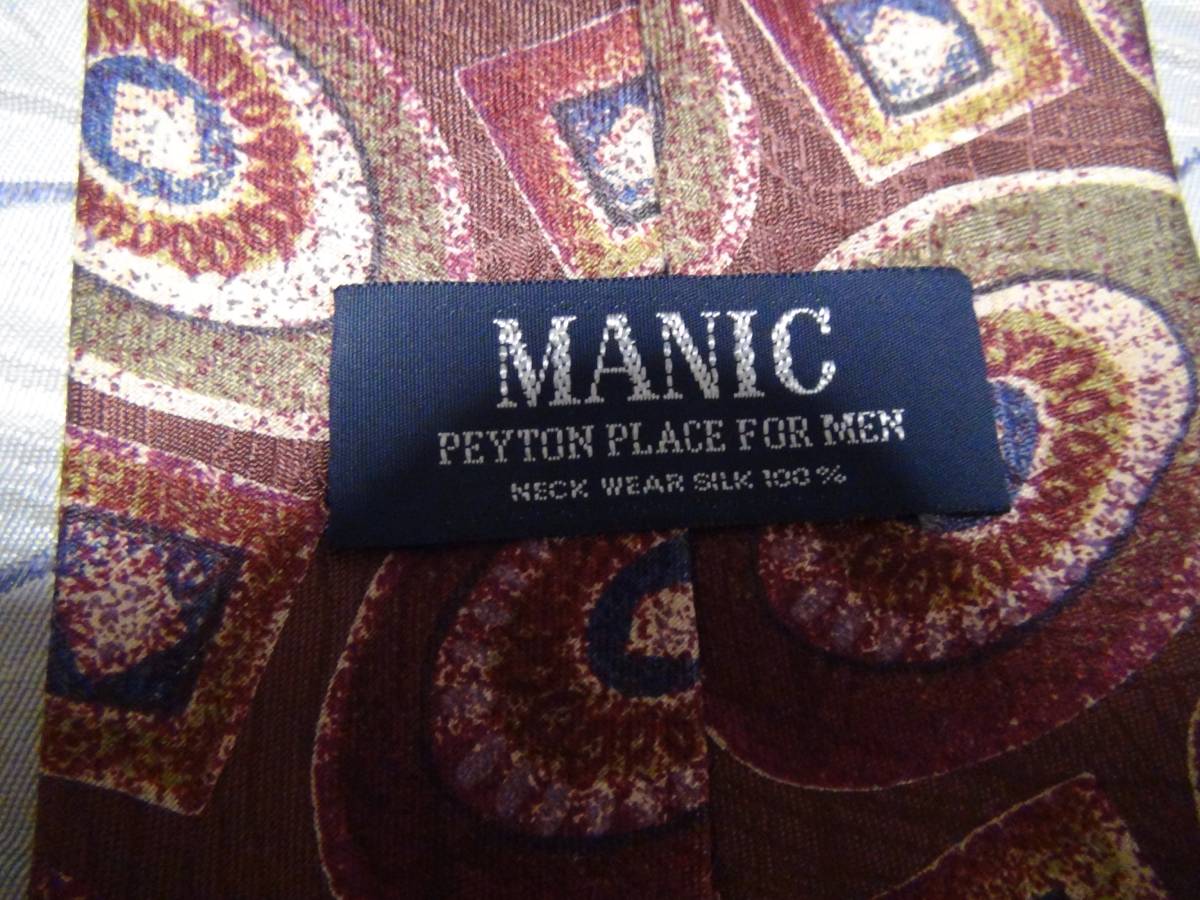 MANIC
PEYTON PLACE FOR MEN
NECK WEAR SILK 100%